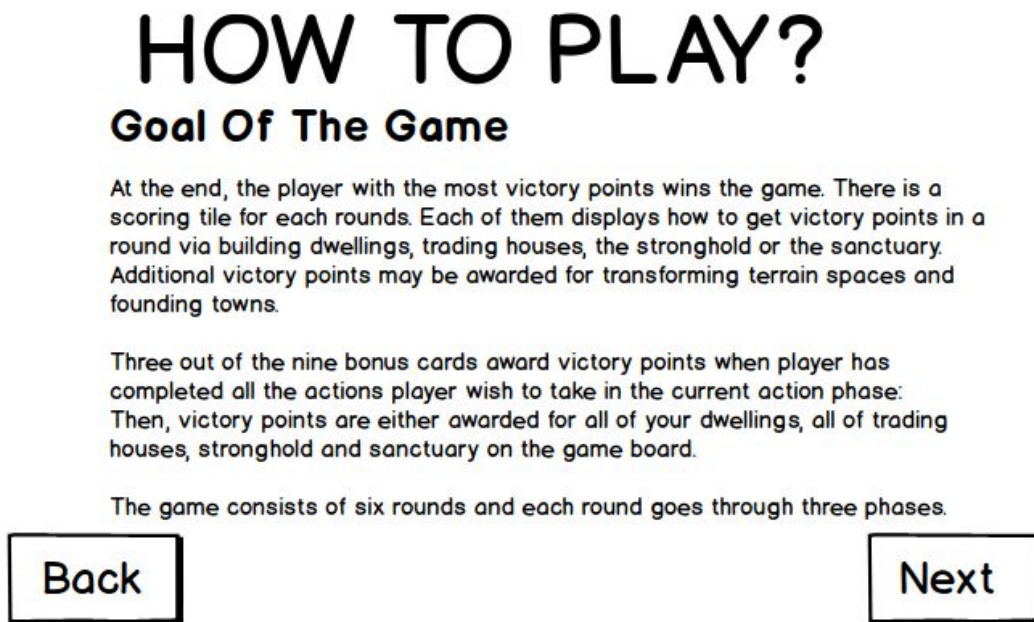 HOW TO PLAY?
Goal Of The Game
At the end, the player with the most victory points wins the game. There is a
scoring tile for each rounds. Each of them displays how to get victory points in a
round via building dwellings, trading houses, the stronghold or the sanctuary.
Additional victory points may be awarded for transforming terrain spaces and
founding towns.
Three out of the nine bonus cards award victory points when player has
completed all the actions player wish to take in the current action phase:
Then, victory points are either awarded for all of your dwellings, all of trading
houses, stronghold and sanctuary on the game board.
The game consists of six rounds and each round goes through three phases.
Back
Next